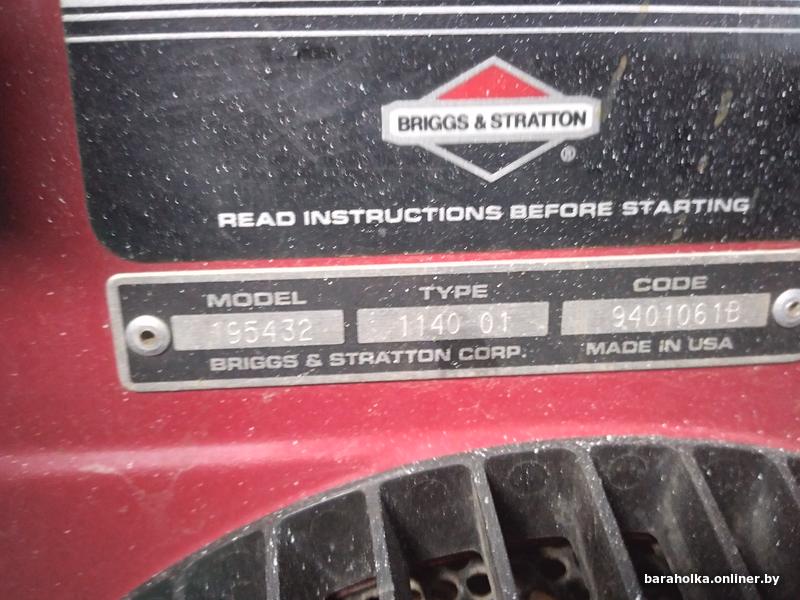 BRIGGS & STRATTON
®
READ INSTRUCTIONS BEFORE STARTING
MODEL TYPE CODE
195432 1140 01 9401061B
BRIGGS & STRATTON CORP. MADE IN USA
baraholka.onliner.by